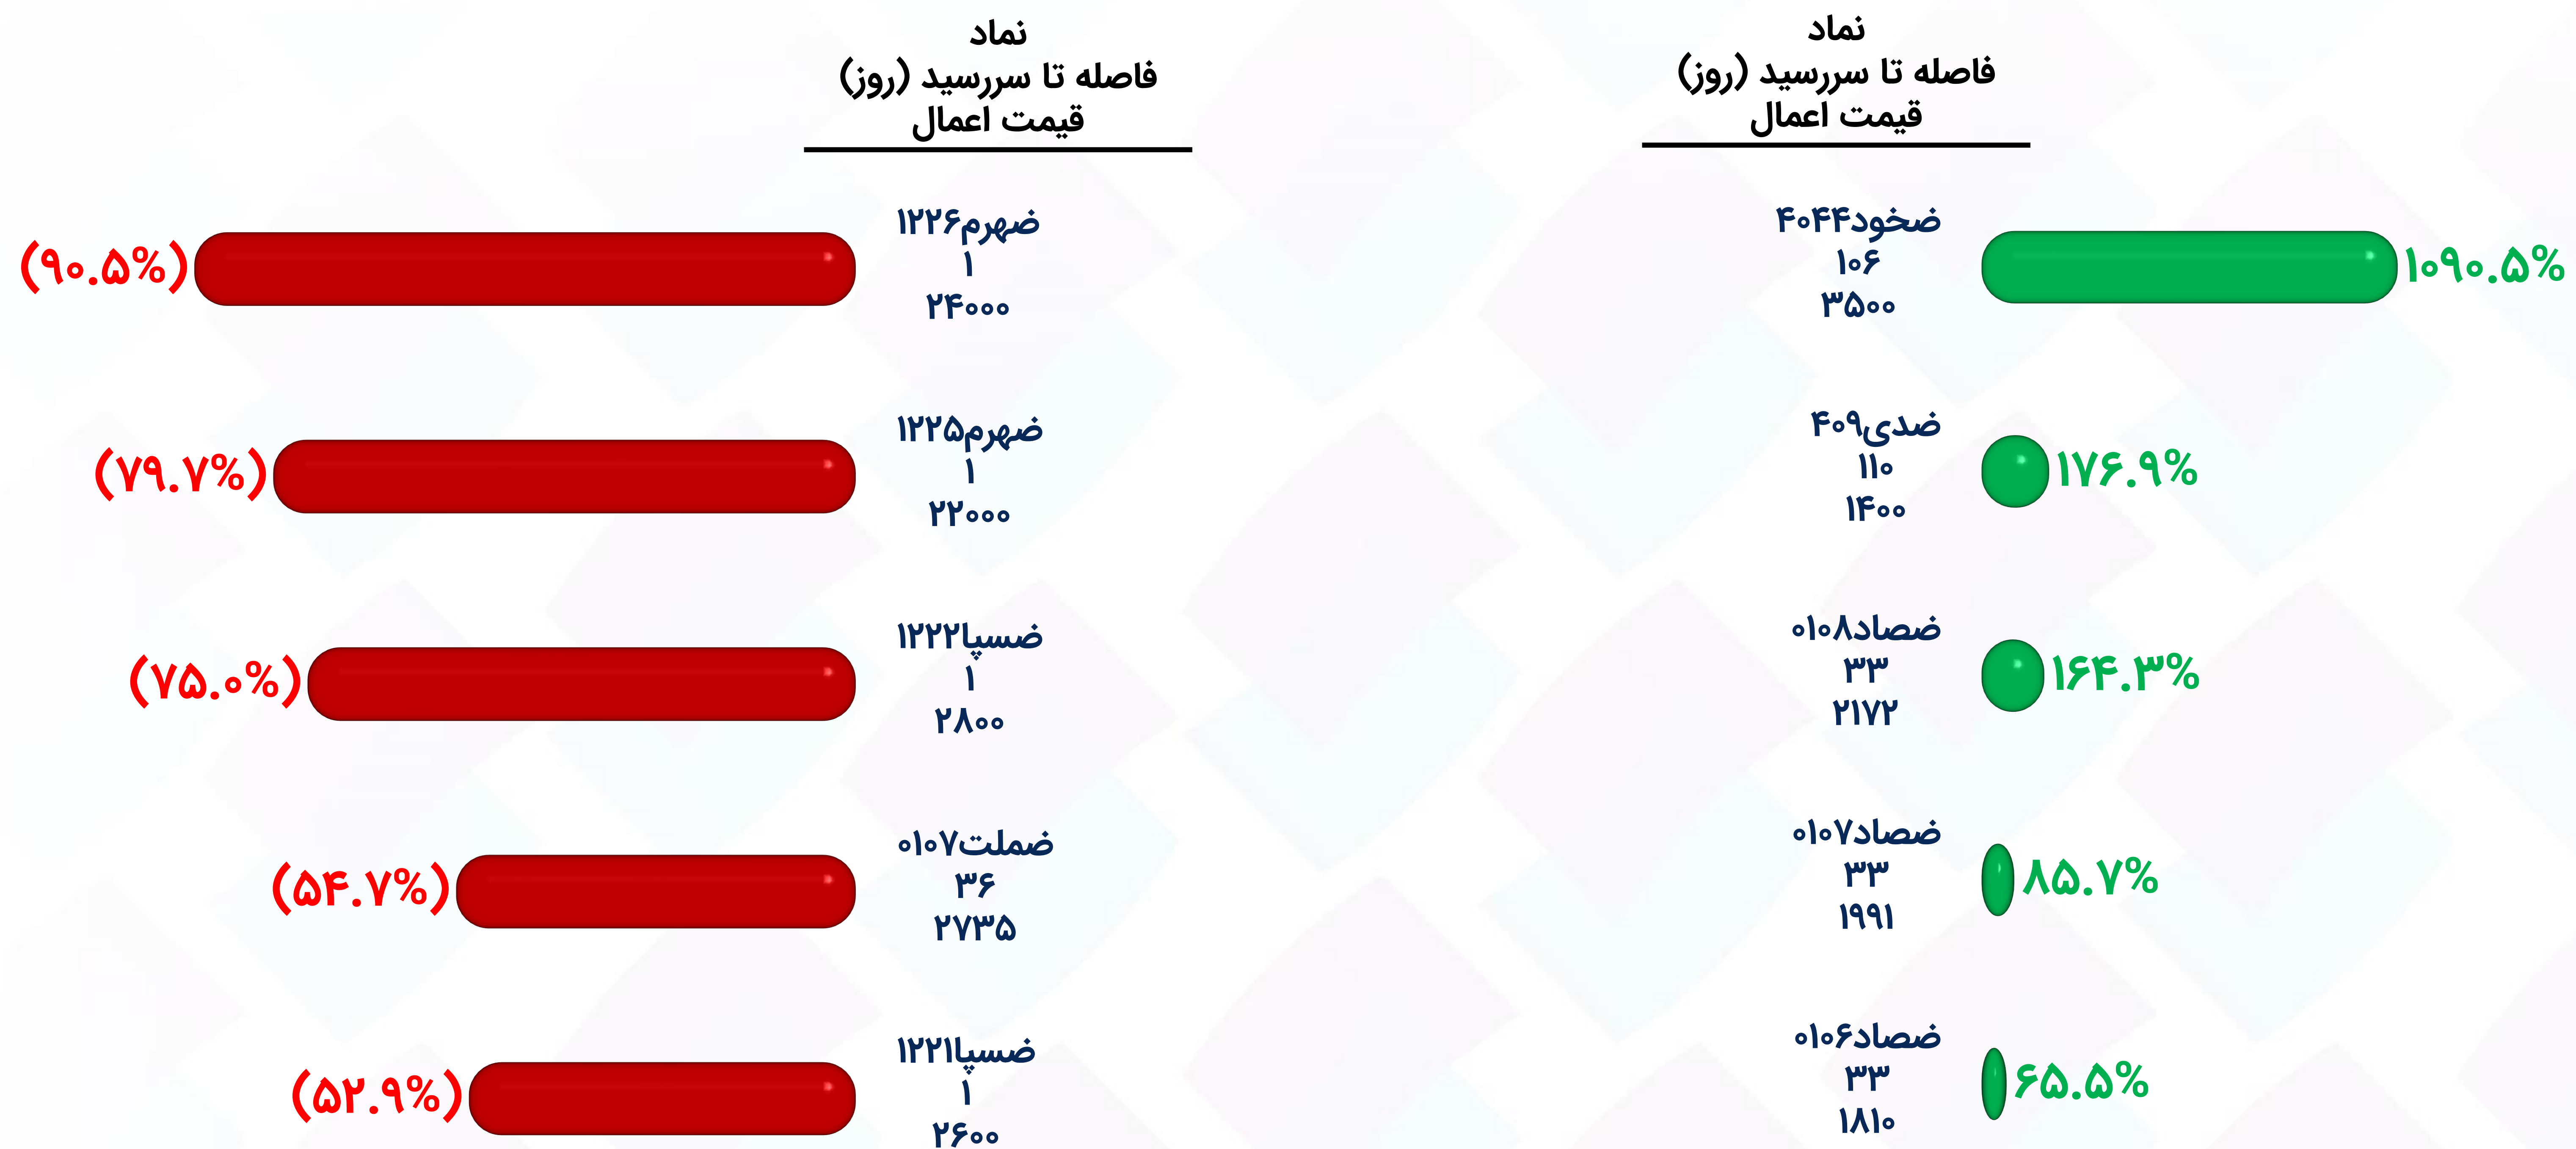 نماد
فاصله تا سررسید (روز)
قیمت اعمال
ضخود۴۰۴۴
۱۰۶
۳۵۰۰
۱۰۹۰.۵%
ضدی۴۰۹
۱۱۰
۱۴۰۰
۱۷۶.۹%
ضصاد۰۱۰۸
۳۳
۲۱۷۲
۱۶۴.۳%
ضصاد۰۱۰۷
۳۳
۱۹۹۱
۸۵.۷%
ضصاد۰۱۰۶
۳۳
۱۸۱۰
۶۵.۵%
نماد
فاصله تا سررسید (روز)
قیمت اعمال
ضهرم۱۲۲۶
۱
۲۴۰۰۰
(۹۰.۵%)
ضهرم۱۲۲۵
۱
۲۲۰۰۰
(۷۹.۷%)
ضسپا۱۲۲۲
۱
۲۸۰۰
(۷۵.۰%)
ضملت۰۱۰۷
۳۶
۲۷۳۵
(۵۴.۷%)
ضسپا۱۲۲۱
۱
۲۶۰۰
(۵۲.۹%)